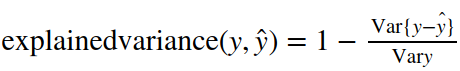 explainedvariance(y, ŷ) = 1 − Var{y−ŷ} / Vary